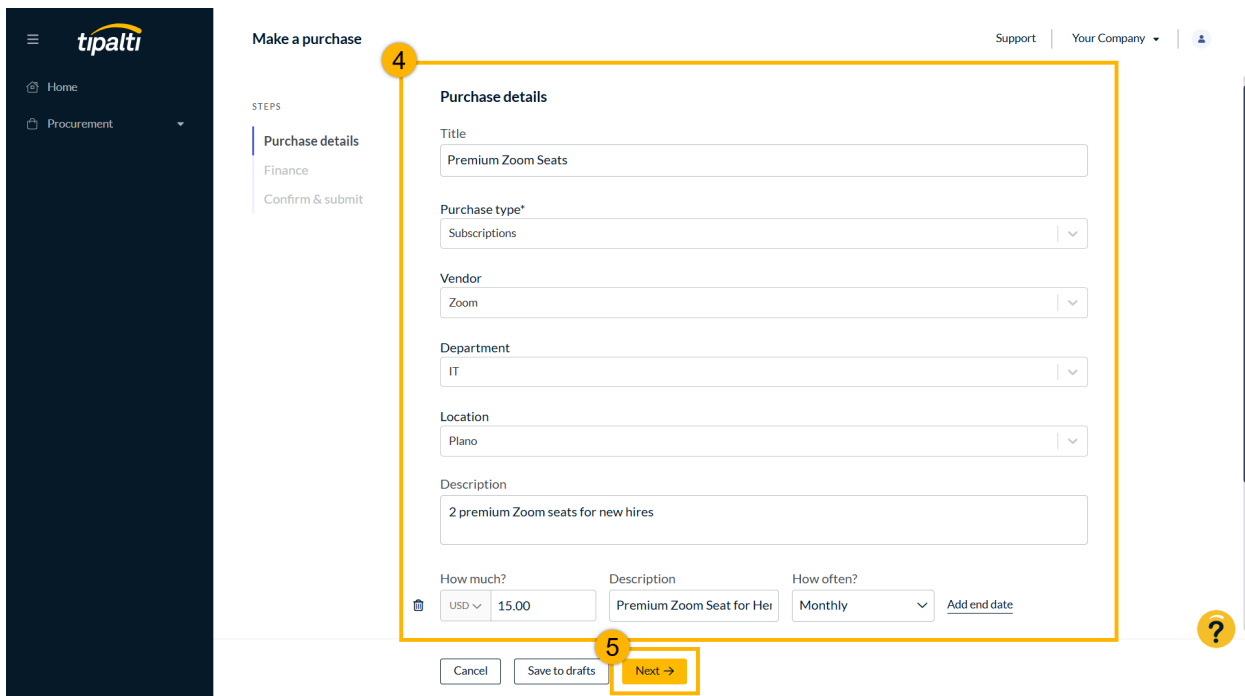 tipalti
Make a purchase
Support
Your Company
Home
Procurement
STEPS
Purchase details
Finance
Confirm & submit
4
Purchase details
Title
Premium Zoom Seats
Purchase type*
Subscriptions
Vendor
Zoom
Department
IT
Location
Plano
Description
2 premium Zoom seats for new hires
How much? Description How often?
USD 15.00 Premium Zoom Seat for Her Monthly Add end date
?
5
Cancel Save to drafts Next →